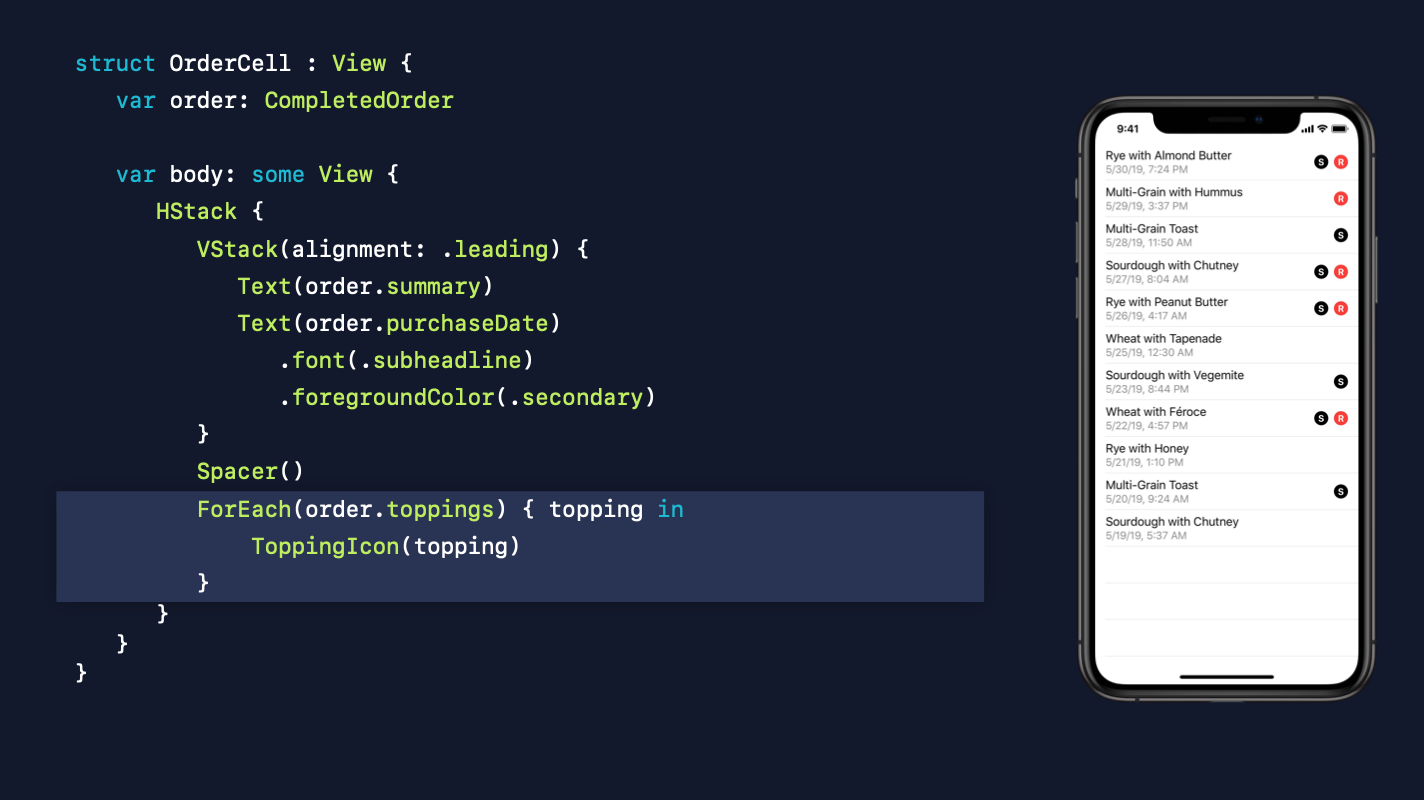 struct OrderCell : View {
var order: CompletedOrder
var body: some View {
HStack {
VStack(alignment: .leading) {
Text(order.summary)
Text(order.purchaseDate)
.font(.subheadline)
.foregroundColor(.secondary)
}
Spacer()
ForEach(order.toppings) { topping in
ToppingIcon(topping)
}
}
}
}
9:41
Rye with Almond Butter
5/30/19, 7:24 PM
S R
Multi-Grain with Hummus
5/29/19, 3:37 PM
R
Multi-Grain Toast
5/28/19, 11:50 AM
S
Sourdough with Chutney
5/27/19, 8:04 AM
S R
Rye with Peanut Butter
5/26/19, 4:17 AM
S R
Wheat with Tapenade
5/25/19, 12:30 AM
Sourdough with Vegemite
5/23/19, 8:44 PM
S
Wheat with Féroce
5/22/19, 4:57 PM
S R
Rye with Honey
5/21/19, 1:10 PM
Multi-Grain Toast
5/20/19, 9:24 AM
S
Sourdough with Chutney
5/19/19, 5:37 AM